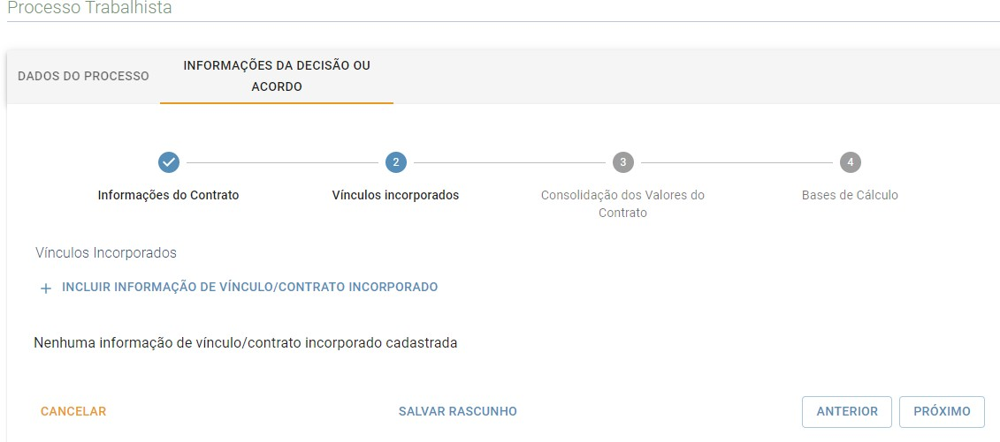 Processo Trabalhista
DADOS DO PROCESSO
INFORMAÇÕES DA DECISÃO OU
ACORDO
2
3
4
Informações do Contrato
Vínculos incorporados
Consolidação dos Valores do
Contrato
Bases de Cálculo
Vínculos Incorporados
+ INCLUIR INFORMAÇÃO DE VÍNCULO/CONTRATO INCORPORADO
Nenhuma informação de vínculo/contrato incorporado cadastrada
CANCELAR
SALVAR RASCUNHO
ANTERIOR
PRÓXIMO